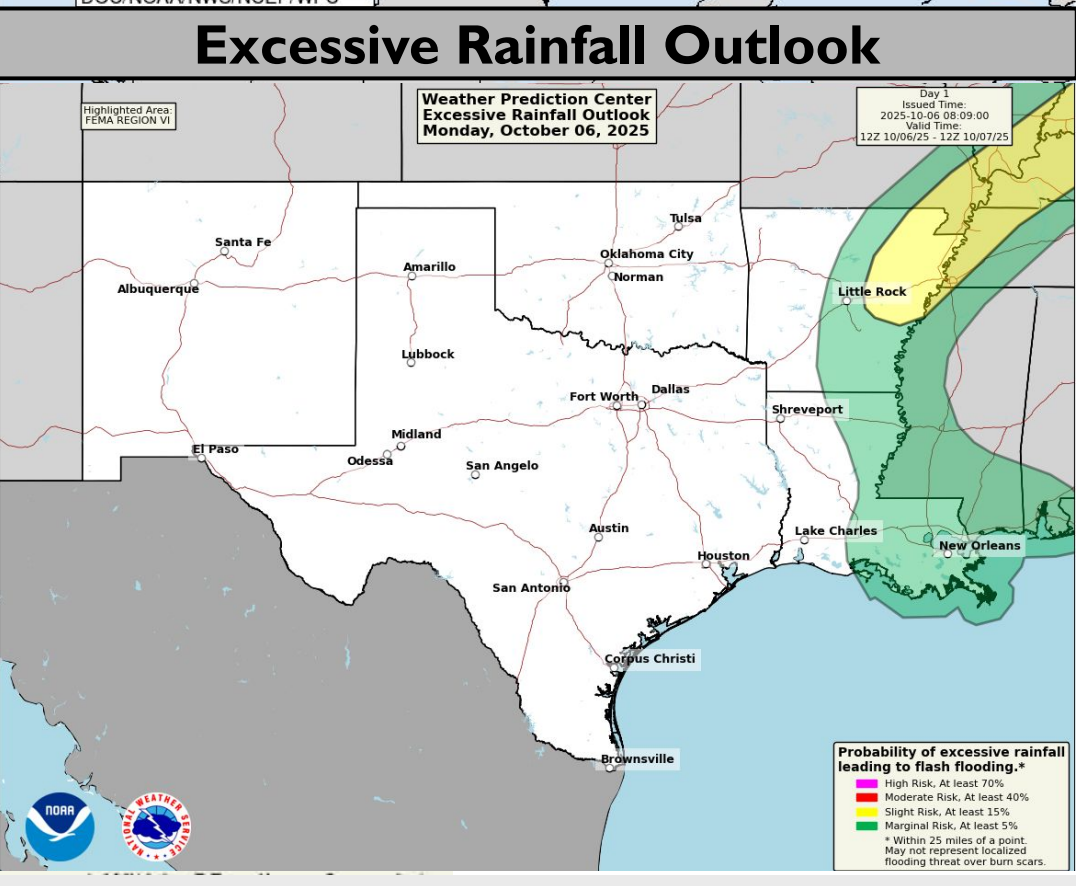 DOC/NOAA/NWS/NCEP/WPC
Excessive Rainfall Outlook
Highlighted Area:
FEMA REGION VI
Weather Prediction Center
Excessive Rainfall Outlook
Monday, October 06, 2025
Day 1
Issued Time:
2025-10-06 08:09:00
Valid Time:
12Z 10/06/25 - 12Z 10/07/25
Tulsa
Santa Fe
Oklahoma City
Amarillo
Norman
Albuquerque
Little Rock
Lubbock
Dallas
Fort Worth
Shreveport
Midland
El Paso
Odessa
San Angelo
Austin
Lake Charles
New Orleans
Houston
San Antonio
Corpus Christi
Brownsville
Probability of excessive rainfall
leading to flash flooding.*
High Risk, At least 70%
Moderate Risk, At least 40%
Slight Risk, At least 15%
Marginal Risk, At least 5%
* Within 25 miles of a point.
May not represent localized
flooding threat over burn scars.
NOAA
NATIONAL WEATHER SERVICE